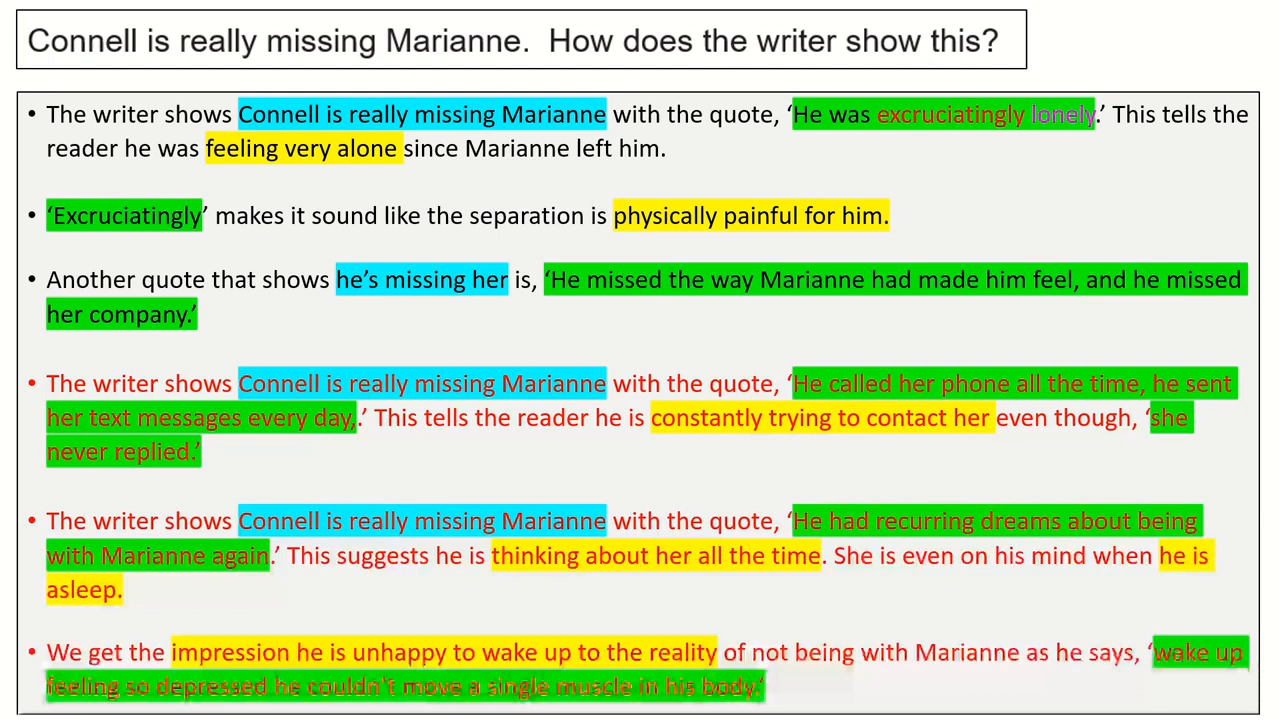 Connell is really missing Marianne. How does the writer show this?
• The writer shows Connell is really missing Marianne with the quote, ‘He was excruciatingly lonely.’ This tells the
reader he was feeling very alone since Marianne left him.
• ‘Excruciatingly’ makes it sound like the separation is physically painful for him.
• Another quote that shows he’s missing her is, ‘He missed the way Marianne had made him feel, and he missed
her company.’
• The writer shows Connell is really missing Marianne with the quote, ‘He called her phone all the time, he sent
her text messages every day,.’ This tells the reader he is constantly trying to contact her even though, ‘she
never replied.’
• The writer shows Connell is really missing Marianne with the quote, ‘He had recurring dreams about being
with Marianne again.’ This suggests he is thinking about her all the time. She is even on his mind when he is
asleep.
• We get the impression he is unhappy to wake up to the reality of not being with Marianne as he says, ‘wake up
feeling so depressed he couldn’t move a single muscle in his body.’